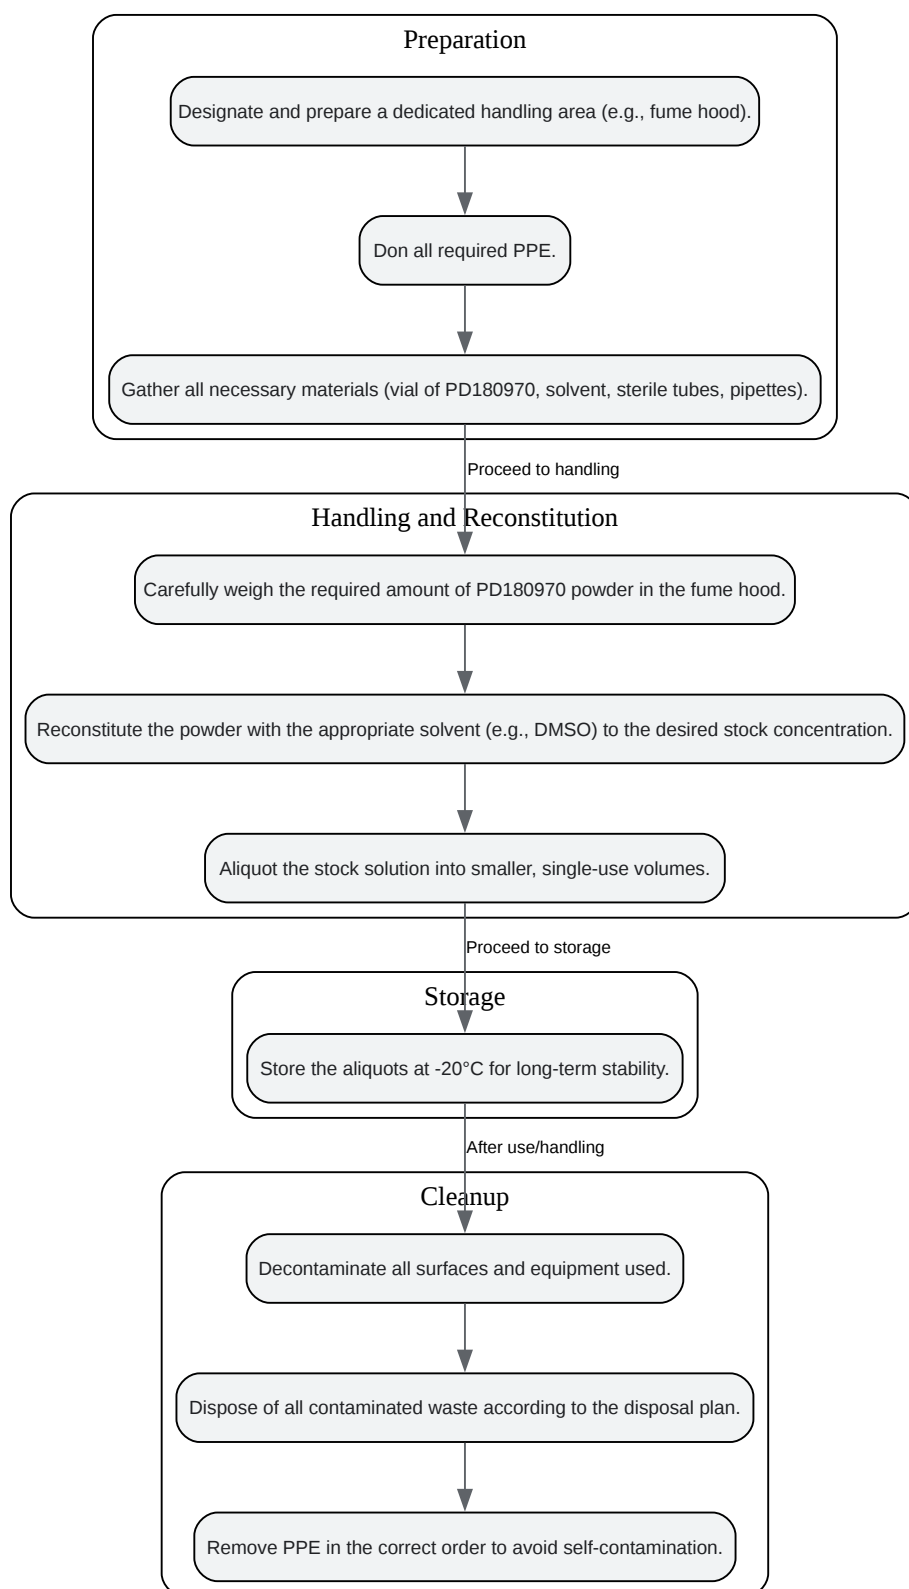 Preparation
Designate and prepare a dedicated handling area (e.g., fume hood).
Don all required PPE.
Gather all necessary materials (vial of PD180970, solvent, sterile tubes, pipettes).
Proceed to handling
Handling and Reconstitution
Carefully weigh the required amount of PD180970 powder in the fume hood.
Reconstitute the powder with the appropriate solvent (e.g., DMSO) to the desired stock concentration.
Aliquot the stock solution into smaller, single-use volumes.
Proceed to storage
Storage
Store the aliquots at -20°C for long-term stability.
After use/handling
Cleanup
Decontaminate all surfaces and equipment used.
Dispose of all contaminated waste according to the disposal plan.
Remove PPE in the correct order to avoid self-contamination.